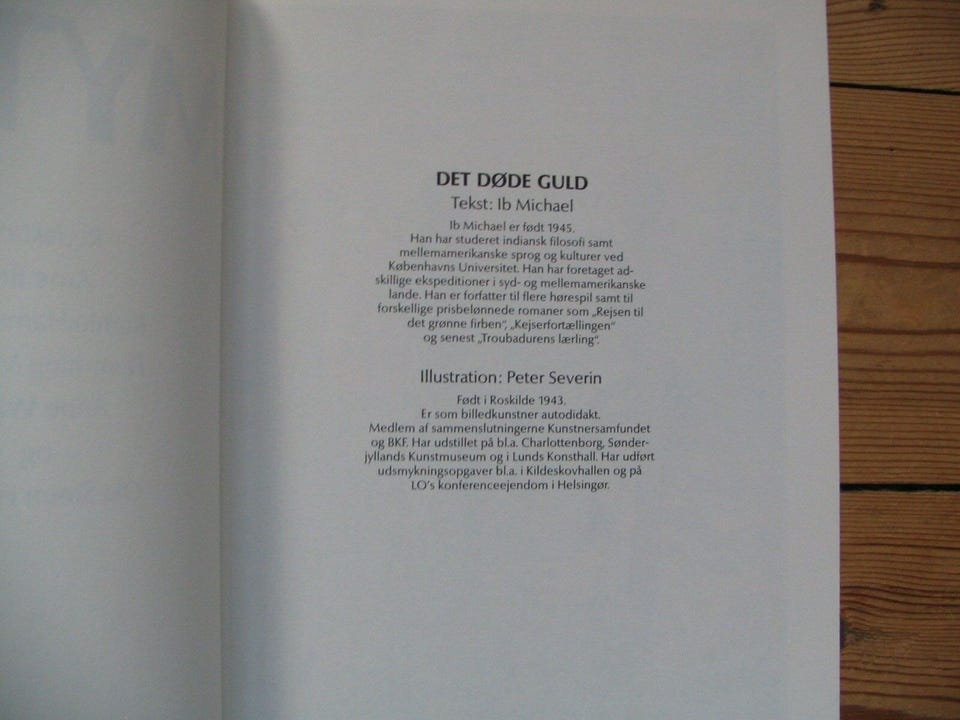 DET DØDE GULD
Tekst: Ib Michael
Ib Michael er født 1945.
Han har studeret indiansk filosofi samt
mellemamerikanske sprog og kulturer ved
Københavns Universitet. Han har foretaget ad-
skillige ekspeditioner i syd- og mellemamerikanske
lande. Han er forfatter til flere hørespil samt til
forskellige prisbelønnede romaner som „Rejsen til
det grønne firben“, „Kejserfortællingen“
og senest „Troubadurens lærling“.
Illustration: Peter Severin
Født i Roskilde 1943.
Er som billedkunstner autodidakt.
Medlem af sammenslutningerne Kunstnersamfundet
og BKF. Har udstillet på bl.a. Charlottenborg, Sønder-
jyllands Kunstmuseum og i Lunds Konsthall. Har udført
udsmykningsopgaver bl.a. i Kildeskovhallen og på
LO's konferenceejendom i Helsingør.